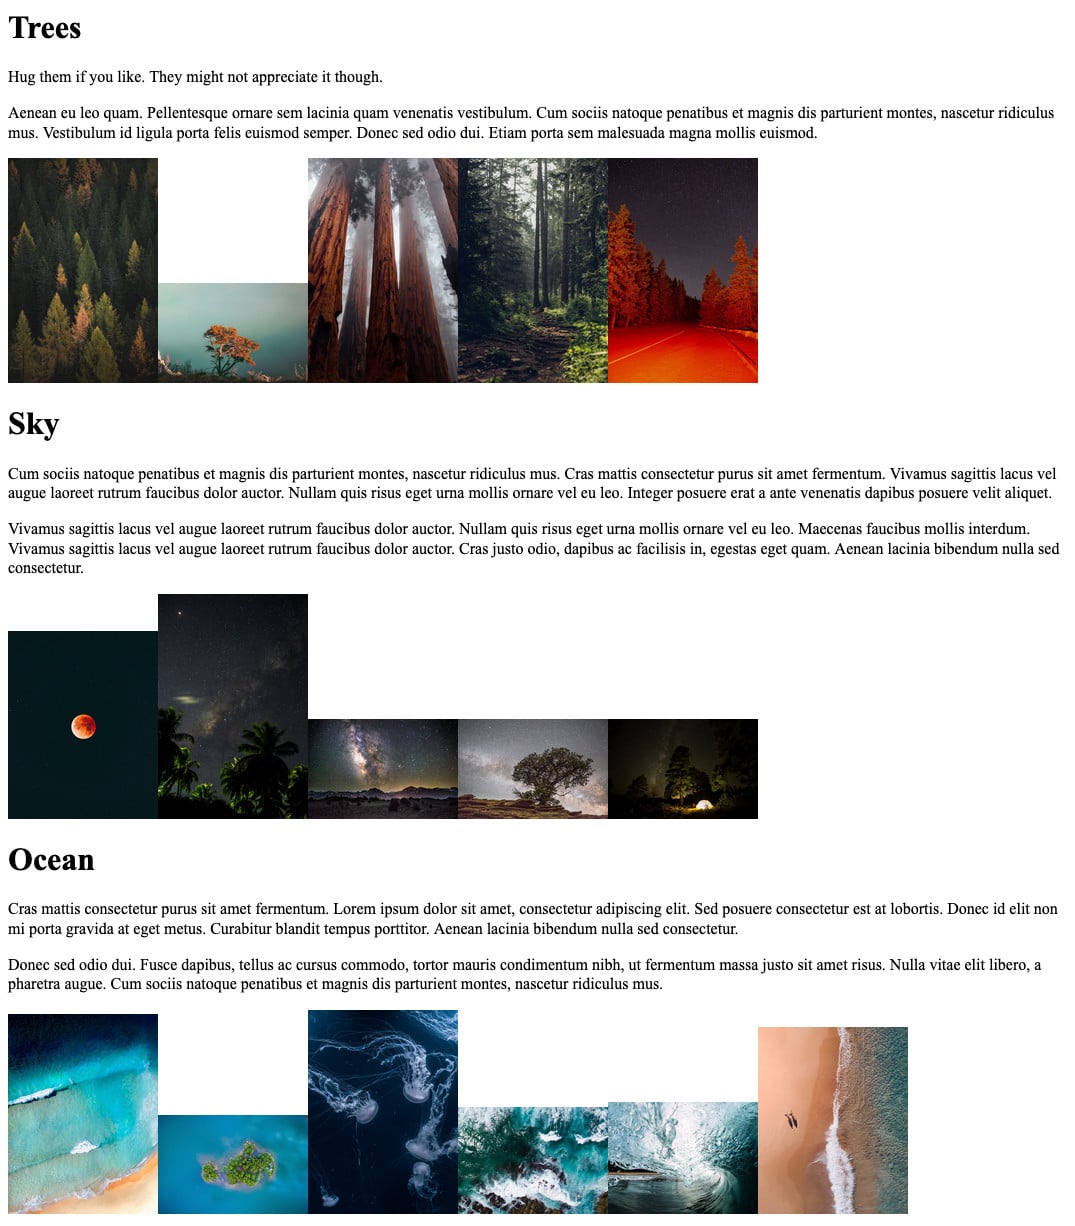 Trees
Hug them if you like. They might not appreciate it though.
Aenean eu leo quam. Pellentesque ornare sem lacinia quam venenatis vestibulum. Cum sociis natoque penatibus et magnis dis parturient montes, nascetur ridiculus
mus. Vestibulum id ligula porta felis euismod semper. Donec sed odio dui. Etiam porta sem malesuada magna mollis euismod.
Sky
Cum sociis natoque penatibus et magnis dis parturient montes, nascetur ridiculus mus. Cras mattis consectetur purus sit amet fermentum. Vivamus sagittis lacus vel
augue laoreet rutrum faucibus dolor auctor. Nullam quis risus eget urna mollis ornare vel eu leo. Integer posuere erat a ante venenatis dapibus posuere velit aliquet.
Vivamus sagittis lacus vel augue laoreet rutrum faucibus dolor auctor. Nullam quis risus eget urna mollis ornare vel eu leo. Maecenas faucibus mollis interdum.
Vivamus sagittis lacus vel augue laoreet rutrum faucibus dolor auctor. Cras justo odio, dapibus ac facilisis in, egestas eget quam. Aenean lacinia bibendum nulla sed
consectetur.
Ocean
Cras mattis consectetur purus sit amet fermentum. Lorem ipsum dolor sit amet, consectetur adipiscing elit. Sed posuere consectetur est at lobortis. Donec id elit non
mi porta gravida at eget metus. Curabitur blandit tempus porttitor. Aenean lacinia bibendum nulla sed consectetur.
Donec sed odio dui. Fusce dapibus, tellus ac cursus commodo, tortor mauris condimentum nibh, ut fermentum massa justo sit amet risus. Nulla vitae elit libero, a
pharetra augue. Cum sociis natoque penatibus et magnis dis parturient montes, nascetur ridiculus mus.